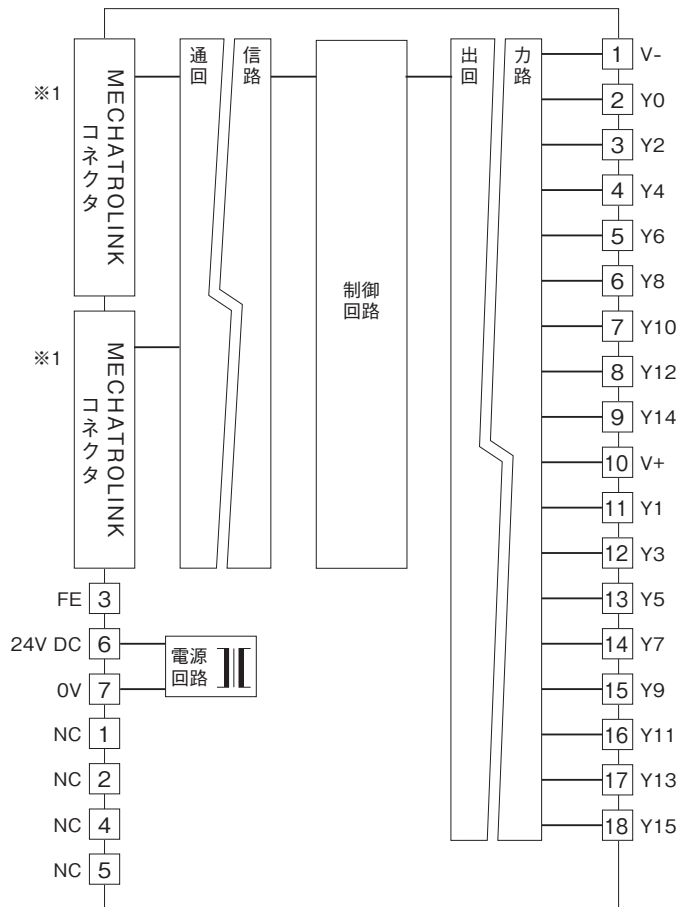 ※1
MECHATROLINK
コネクタ
※1
MECHATROLINK
コネクタ
通信
回路
制御
回路
出力
回路
FE 3
24V DC 6
0V 7
NC 1
NC 2
NC 4
NC 5
電源
回路
1 V-
2 Y0
3 Y2
4 Y4
5 Y6
6 Y8
7 Y10
8 Y12
9 Y14
10 V+
11 Y1
12 Y3
13 Y5
14 Y7
15 Y9
16 Y11
17 Y13
18 Y15